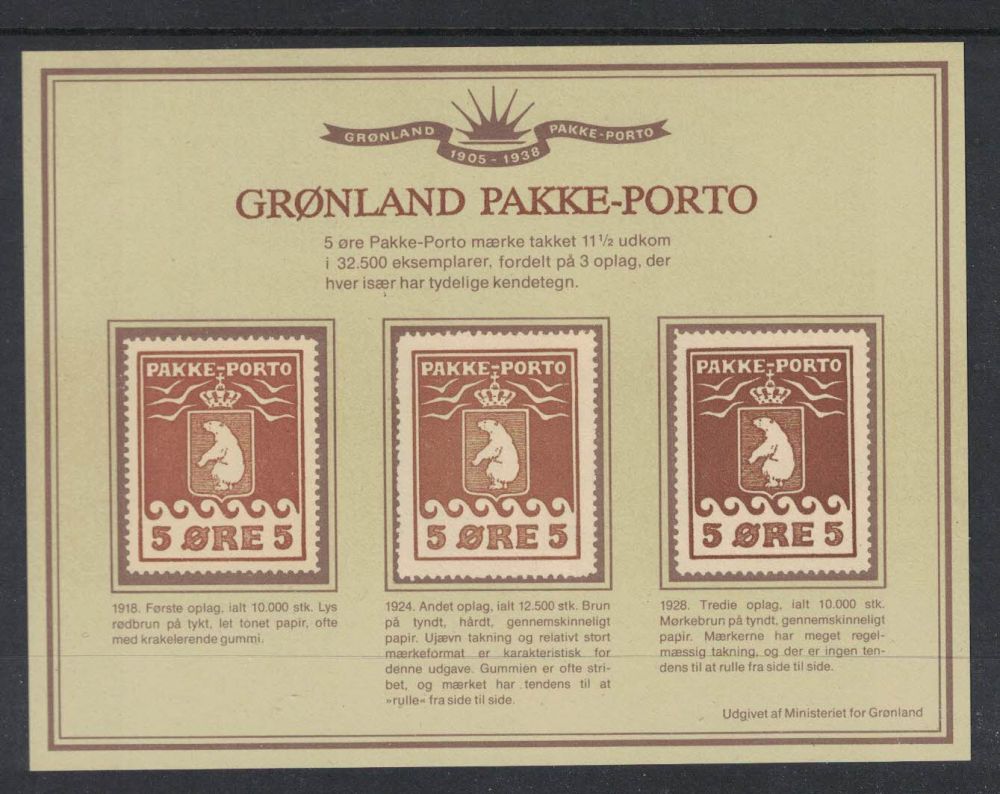 GRØNLAND PAKKE-PORTO
1905 - 1938
GRØNLAND PAKKE-PORTO
5 øre Pakke-Porto mærke takket 11 1/2 udkom
i 32.500 eksemplarer, fordelt på 3 oplag, der
hver især har tydelige kendetegn.
PAKKE-PORTO
5 ØRE 5
PAKKE-PORTO
5 ØRE 5
PAKKE-PORTO
5 ØRE 5
1918. Første oplag, ialt 10.000 stk. Lys
rødbrun på tykt, let tonet papir, ofte
med krakelerende gummi.
1924. Andet oplag, ialt 12.500 stk. Brun
på tyndt, hårdt, gennemskinneligt
papir. Ujævn takning og relativt stort
mærkeformat er karakteristisk for
denne udgave. Gummien er ofte stri-
bet, og mærket har tendens til at
»rulle« fra side til side.
1928. Tredie oplag, ialt 10.000 stk.
Mørkebrun på tyndt, gennemskinneligt
papir. Mærkerne har meget regel-
mæssig takning, og der er ingen ten-
dens til at rulle fra side til side.
Udgivet af Ministeriet for Grønland